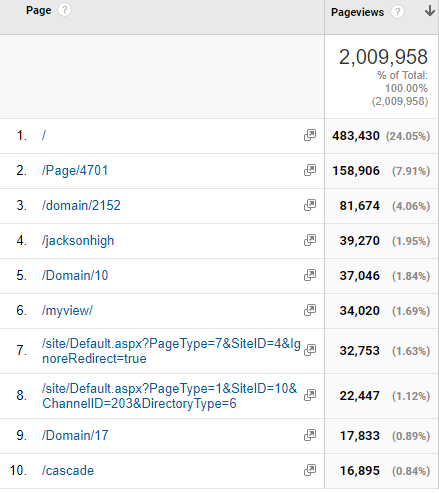 Page ? Pageviews ?
2,009,958
% of Total:
100.00%
(2,009,958)
1. / 483,430 (24.05%)
2. /Page/4701 158,906 (7.91%)
3. /domain/2152 81,674 (4.06%)
4. /jacksonhigh 39,270 (1.95%)
5. /Domain/10 37,046 (1.84%)
6. /myview/ 34,020 (1.69%)
7. /site/Default.aspx?PageType=7&SiteID=4&Ig
noreRedirect=true 32,753 (1.63%)
8. /site/Default.aspx?PageType=1&SiteID=10&
ChannelID=203&DirectoryType=6 22,447 (1.12%)
9. /Domain/17 17,833 (0.89%)
10. /cascade 16,895 (0.84%)